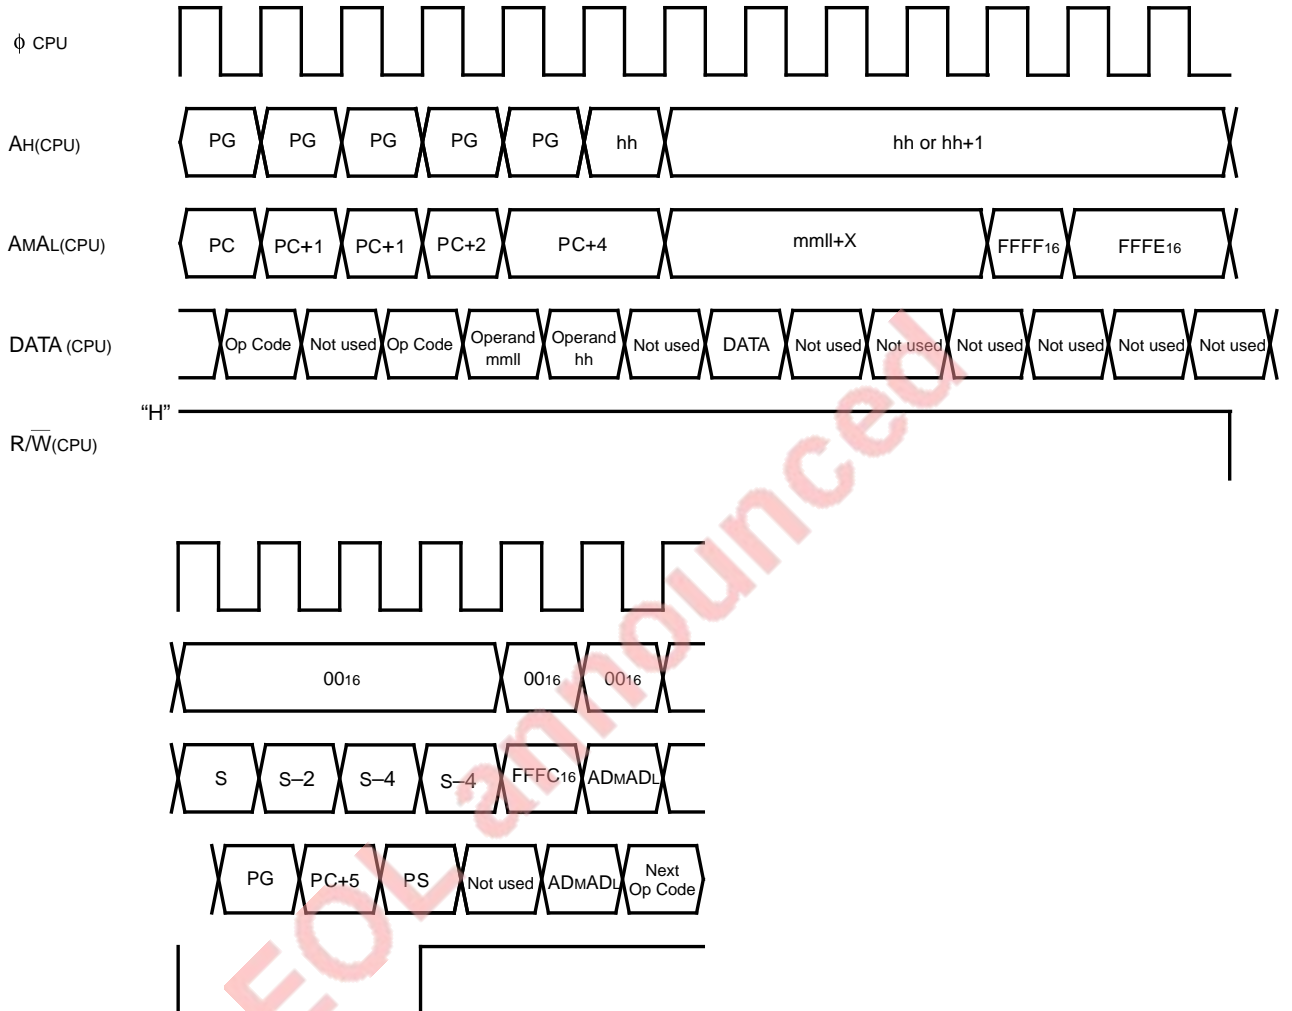 ϕ CPU
AH(CPU) PG PG PG PG PG hh hh or hh+1
AMAL(CPU) PC PC+1 PC+1 PC+2 PC+4 mmll+X FFFF16 FFFE16
DATA (CPU) Op Code Not used Op Code Operand mmll Operand hh Not used DATA Not used Not used Not used Not used Not used Not used
“H”
R/W̅(CPU)
0016 0016 0016
S S–2 S–4 S–4 FFFC16 ADMADL
PG PC+5 PS Not used ADMADL Next Op Code
EOL announced